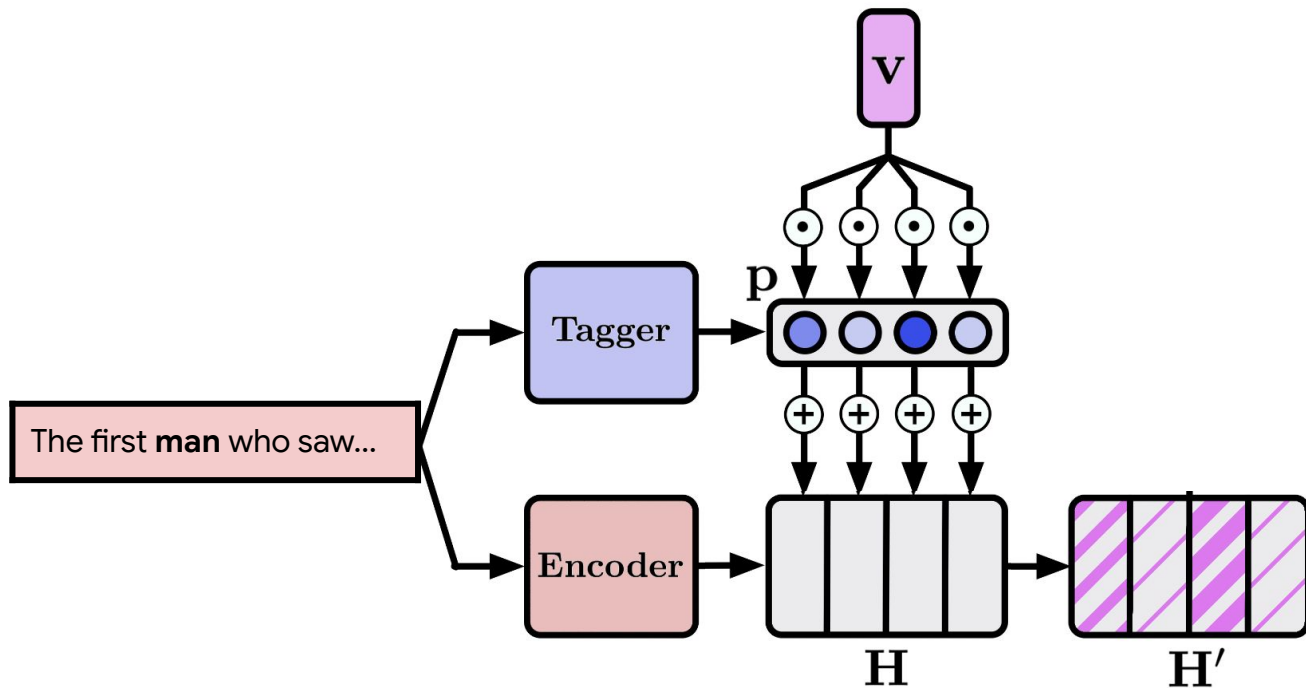 v
p
Tagger
The first man who saw...
Encoder
H
H′